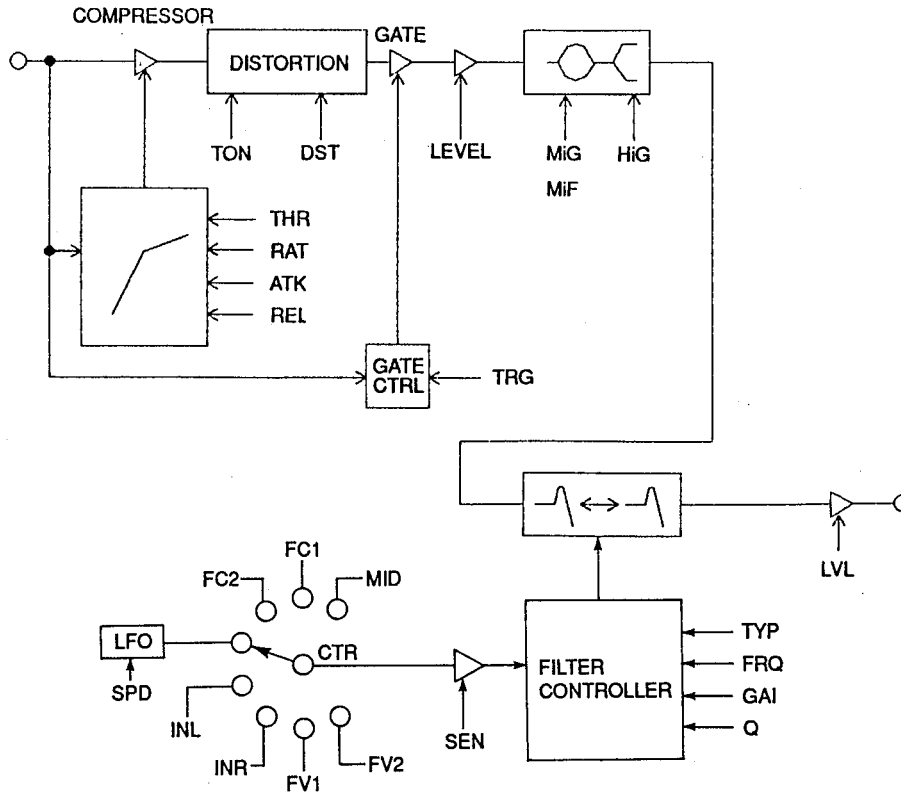 COMPRESSOR
GATE
DISTORTION
TON
DST
LEVEL
MiG
HiG
MiF
THR
RAT
ATK
REL
GATE
CTRL
TRG
LVL
FC1
FC2
MID
LFO
CTR
SPD
INL
INR
FV1
FV2
SEN
FILTER
CONTROLLER
TYP
FRQ
GAI
Q